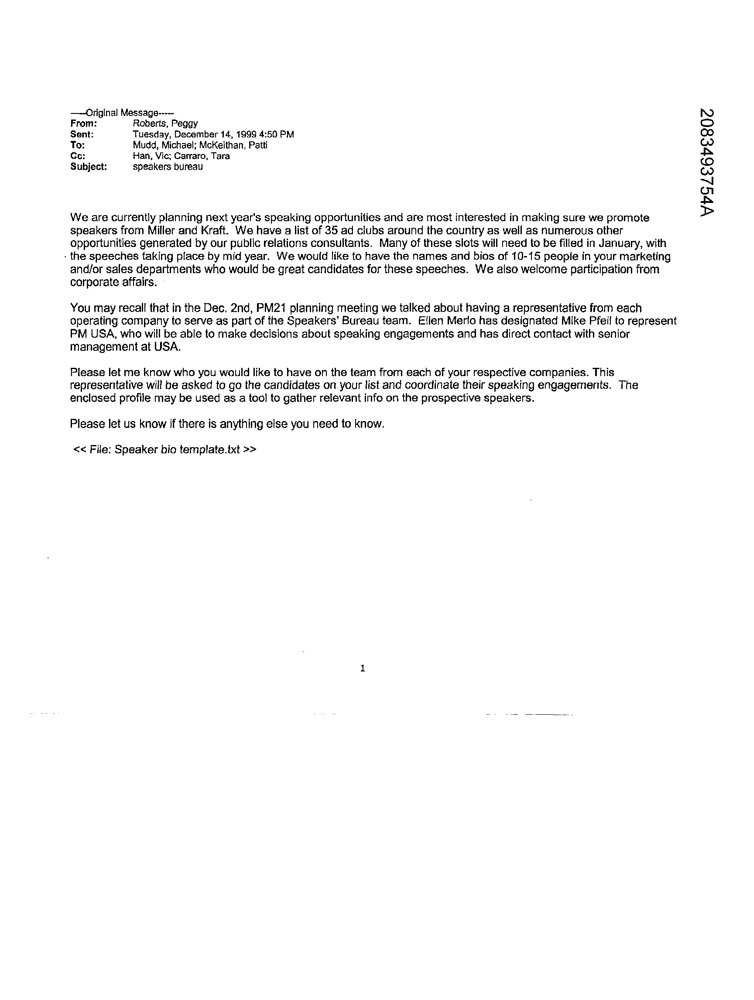 -----Original Message-----
From: Roberts, Peggy
Sent: Tuesday, December 14, 1999 4:50 PM
To: Mudd, Michael; McKeithan, Patti
Cc: Han, Vic; Carraro, Tara
Subject: speakers bureau
We are currently planning next year's speaking opportunities and are most interested in making sure we promote
speakers from Miller and Kraft. We have a list of 35 ad clubs around the country as well as numerous other
opportunities generated by our public relations consultants. Many of these slots will need to be filled in January, with
the speeches taking place by mid year. We would like to have the names and bios of 10-15 people in your marketing
and/or sales departments who would be great candidates for these speeches. We also welcome participation from
corporate affairs.
You may recall that in the Dec. 2nd, PM21 planning meeting we talked about having a representative from each
operating company to serve as part of the Speakers' Bureau team. Ellen Merlo has designated Mike Pfeil to represent
PM USA, who will be able to make decisions about speaking engagements and has direct contact with senior
management at USA.
Please let me know who you would like to have on the team from each of your respective companies. This
representative will be asked to go the candidates on your list and coordinate their speaking engagements. The
enclosed profile may be used as a tool to gather relevant info on the prospective speakers.
Please let us know if there is anything else you need to know.
<< File: Speaker bio template.txt >>
1
2083493754A